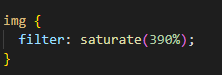 img {
  filter: saturate(390%);
}